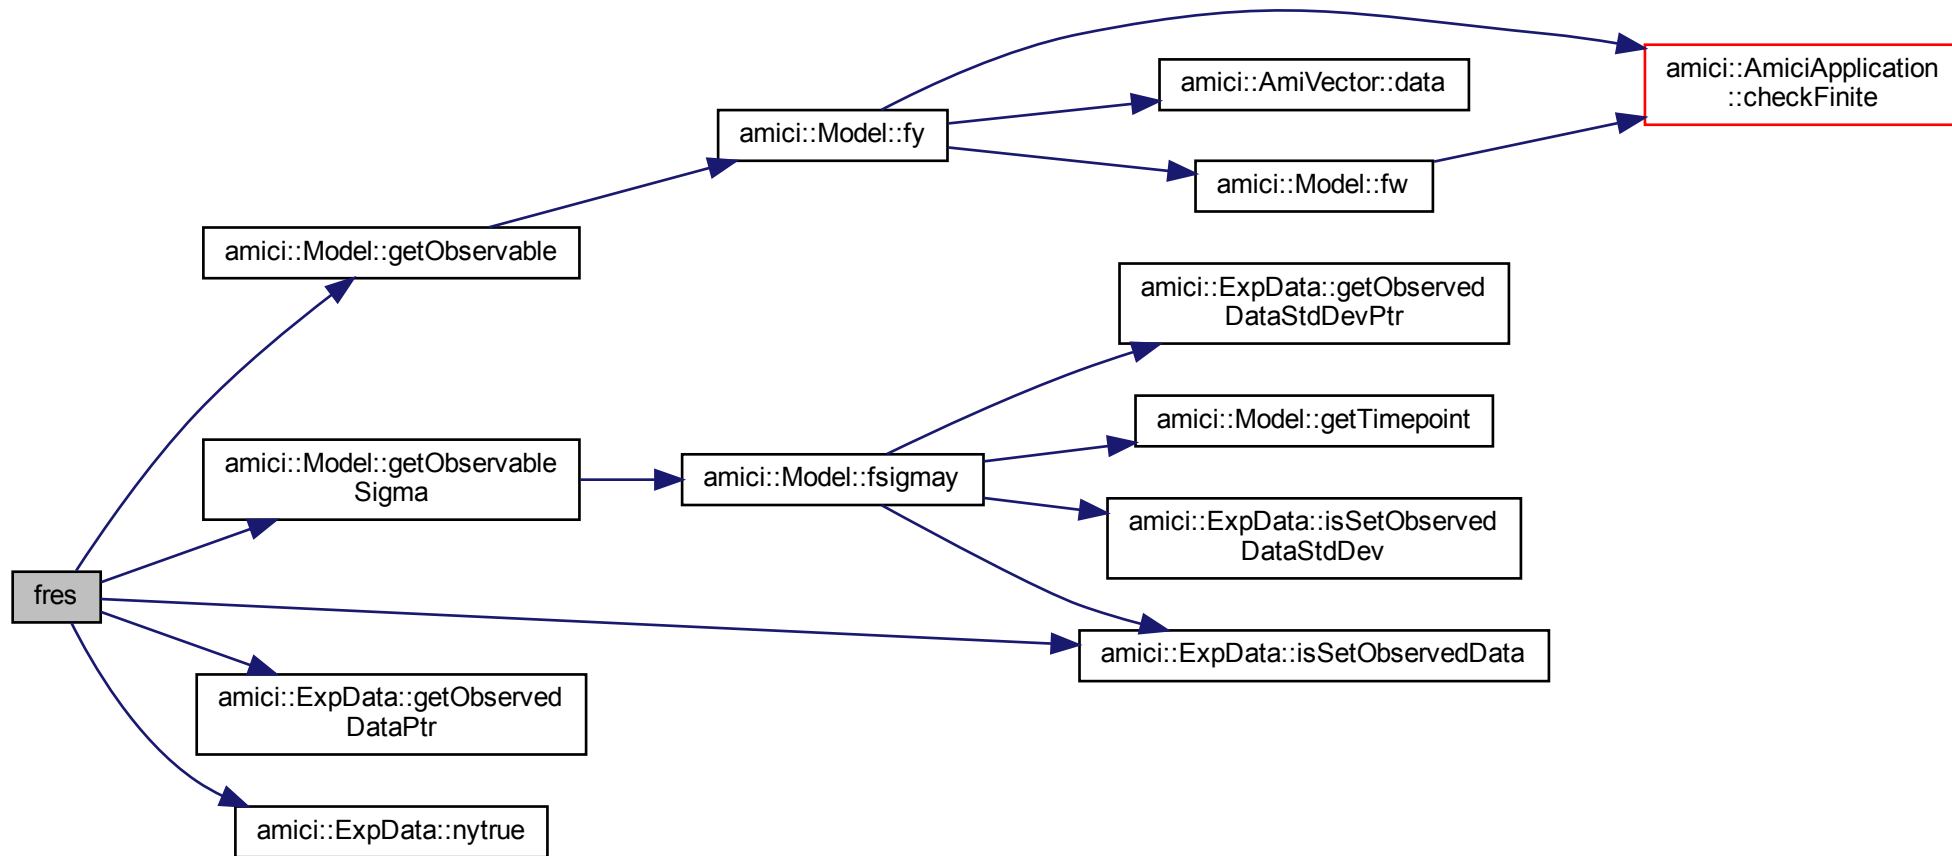 amici::AmiciApplication
::checkFinite
amici::AmiVector::data
amici::Model::fy
amici::Model::fw
amici::Model::getObservable
amici::ExpData::getObserved
DataStdDevPtr
amici::Model::getTimepoint
amici::Model::getObservable
Sigma
amici::Model::fsigmay
amici::ExpData::isSetObserved
DataStdDev
fres
amici::ExpData::isSetObservedData
amici::ExpData::getObserved
DataPtr
amici::ExpData::nytrue